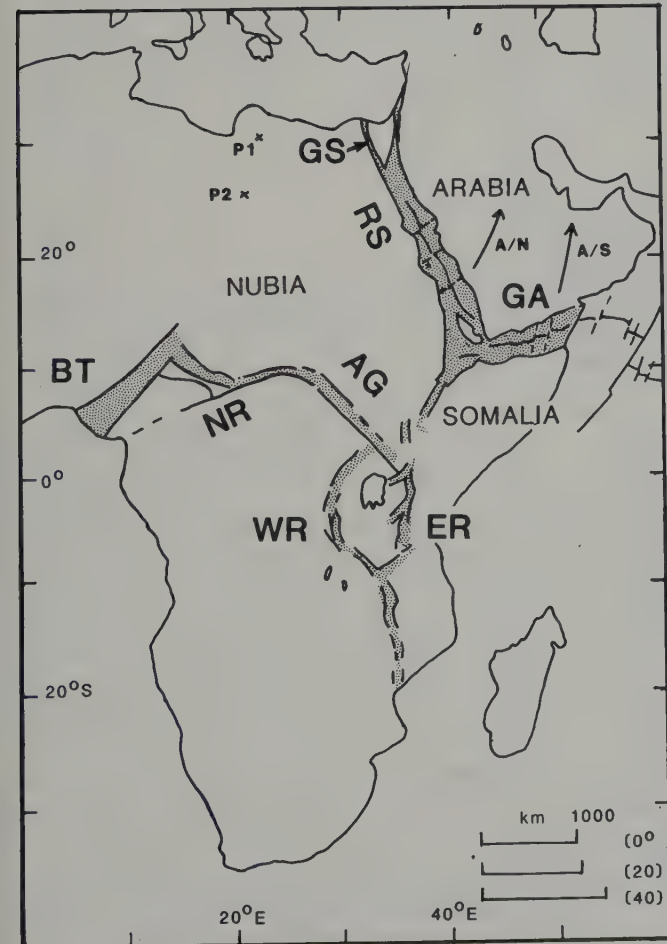 P1
P2
GS
ARABIA
RS
A/N
A/S
20°
NUBIA
GA
BT
AG
NR
SOMALIA
0°
WR
ER
20°S
km 1000
(0°
(20)
(40)
20°E
40°E